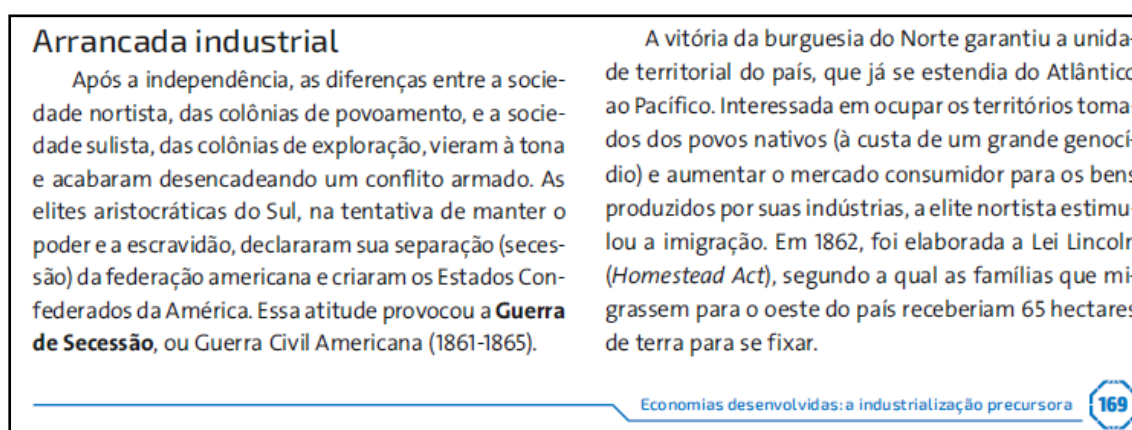 Arrancada industrial
Após a independência, as diferenças entre a socie-
dade nortista, das colônias de povoamento, e a socie-
dade sulista, das colônias de exploração, vieram à tona
e acabaram desencadeando um conflito armado. As
elites aristocráticas do Sul, na tentativa de manter o
poder e a escravidão, declararam sua separação (seces-
são) da federação americana e criaram os Estados Con-
federados da América. Essa atitude provocou a Guerra
de Secessão, ou Guerra Civil Americana (1861-1865).
A vitória da burguesia do Norte garantiu a unida-
de territorial do país, que já se estendia do Atlântico
ao Pacífico. Interessada em ocupar os territórios toma-
dos dos povos nativos (à custa de um grande genocí-
dio) e aumentar o mercado consumidor para os bens
produzidos por suas indústrias, a elite nortista estimu-
lou a imigração. Em 1862, foi elaborada a Lei Lincoln
(Homestead Act), segundo a qual as famílias que mi-
grassem para o oeste do país receberiam 65 hectares
de terra para se fixar.
Economias desenvolvidas: a industrialização precursora 169